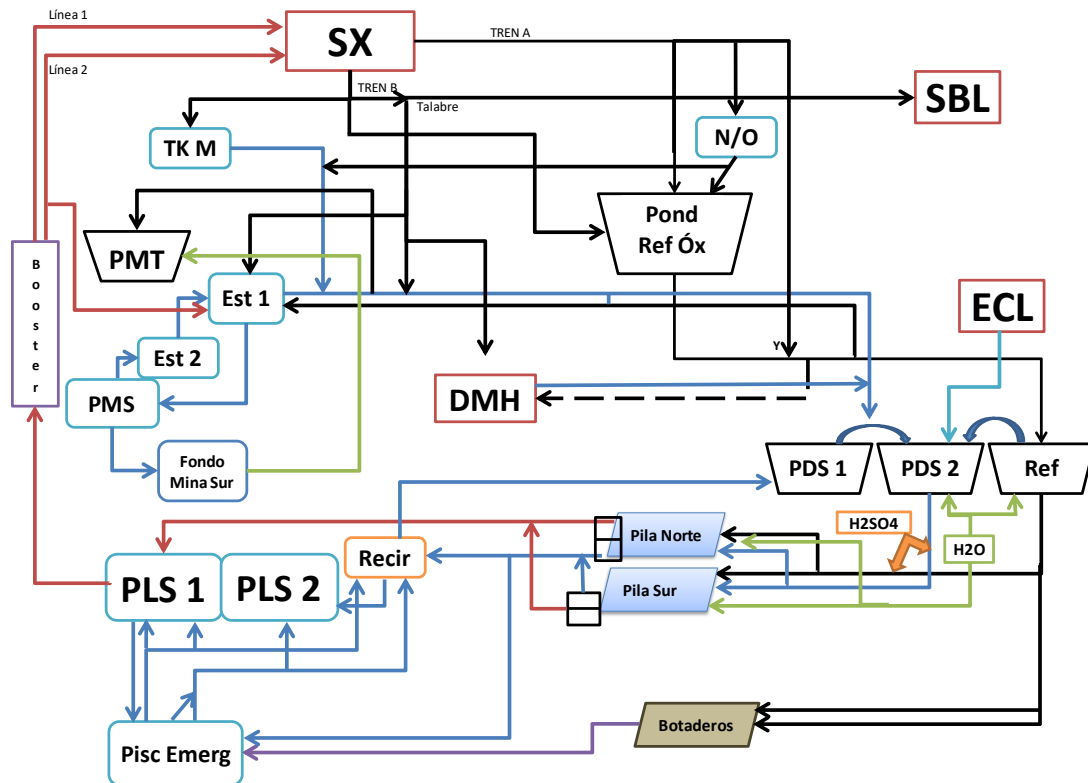 Línea 1
SX
TREN A
Línea 2
TREN B
Talabre
SBL
TK M
N/O
Pond
Ref Óx
PMT
B
o
o
s
t
e
r
Est 1
ECL
Est 2
Y
PMS
DMH
Fondo
Mina Sur
PDS 1
PDS 2
Ref
H2SO4
H2O
Pila Norte
Recir
PLS 1
PLS 2
Pila Sur
Botaderos
Pisc Emerg